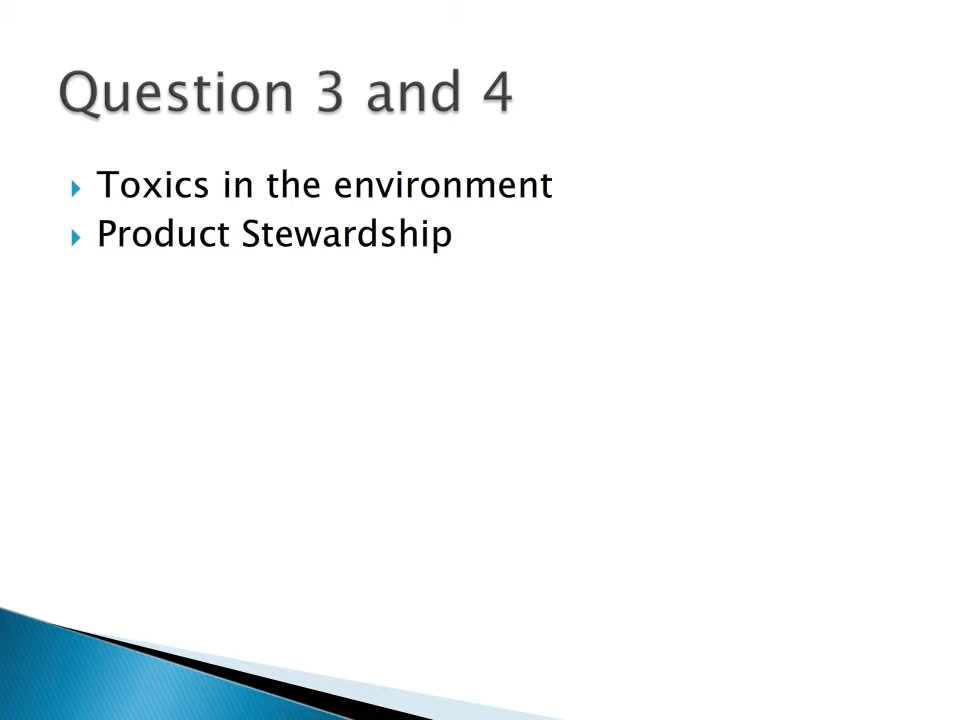 Question 3 and 4
Toxics in the environment
Product Stewardship